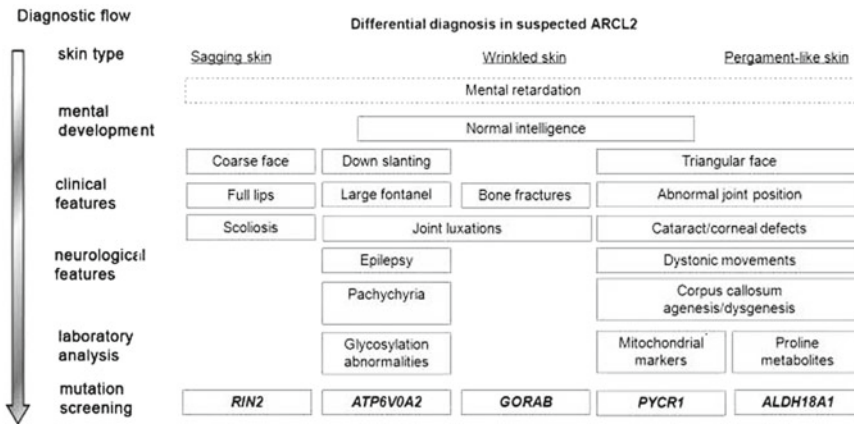 Diagnostic flow
Differential diagnosis in suspected ARCL2
skin type
Sagging skin Wrinkled skin Pergament-like skin
Mental retardation
mental
development
Normal intelligence
Coarse face Down slanting Triangular face
clinical
features
Full lips Large fontanel Bone fractures Abnormal joint position
Scoliosis Joint luxations Cataract/corneal defects
neurological
features
Epilepsy Dystonic movements
Pachychyria Corpus callosum
agenesis/dysgenesis
laboratory
analysis
Glycosylation
abnormalities
Mitochondrial
markers
Proline
metabolites
mutation
screening
RIN2 ATP6V0A2 GORAB PYCR1 ALDH18A1